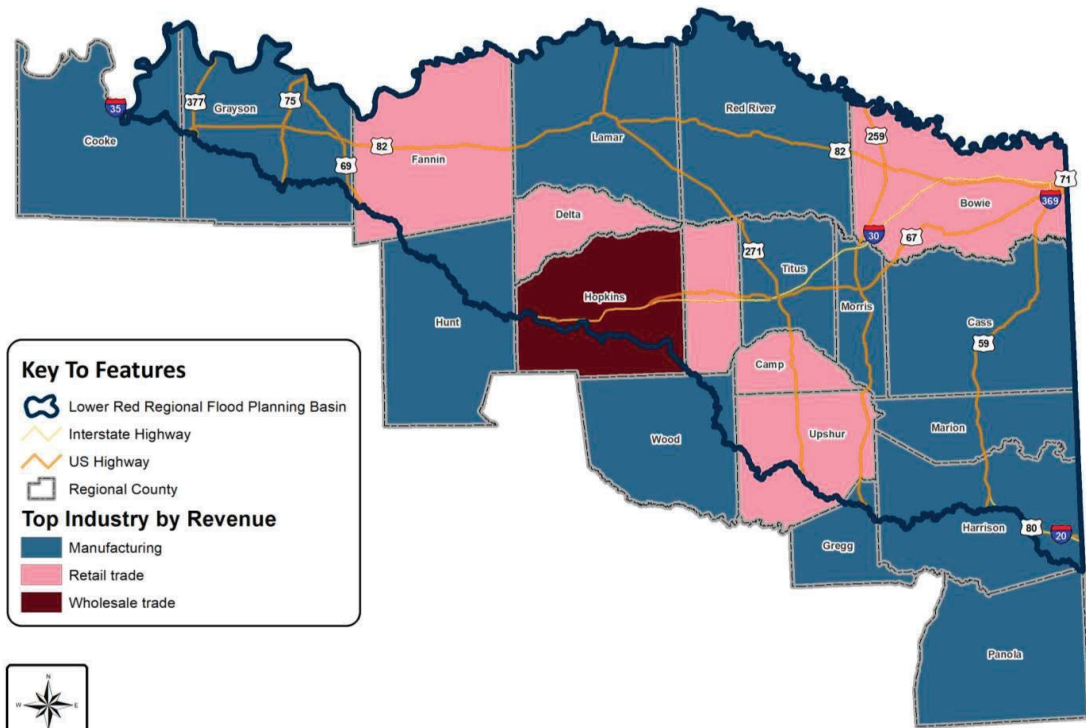 35
377
75
Grayson
Cooke
69
82
Fannin
Lamar
Red River
82
259
Bowie
71
369
30
67
Delta
271
Titus
Hopkins
Morris
Hunt
Cass
59
Camp
Wood
Upshur
Marion
Gregg
Harrison
80
20
Panola
Key To Features
Lower Red Regional Flood Planning Basin
Interstate Highway
US Highway
Regional County
Top Industry by Revenue
Manufacturing
Retail trade
Wholesale trade
N
W E